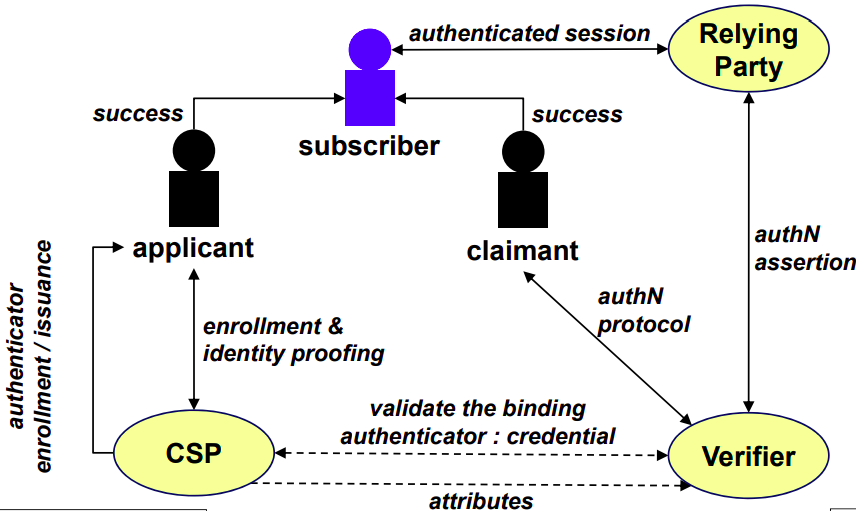 authenticated session
Relying
Party
success
success
subscriber
applicant
claimant
authN
assertion
authenticator
enrollment / issuance
authN
protocol
enrollment &
identity proofing
validate the binding
authenticator : credential
CSP
Verifier
attributes